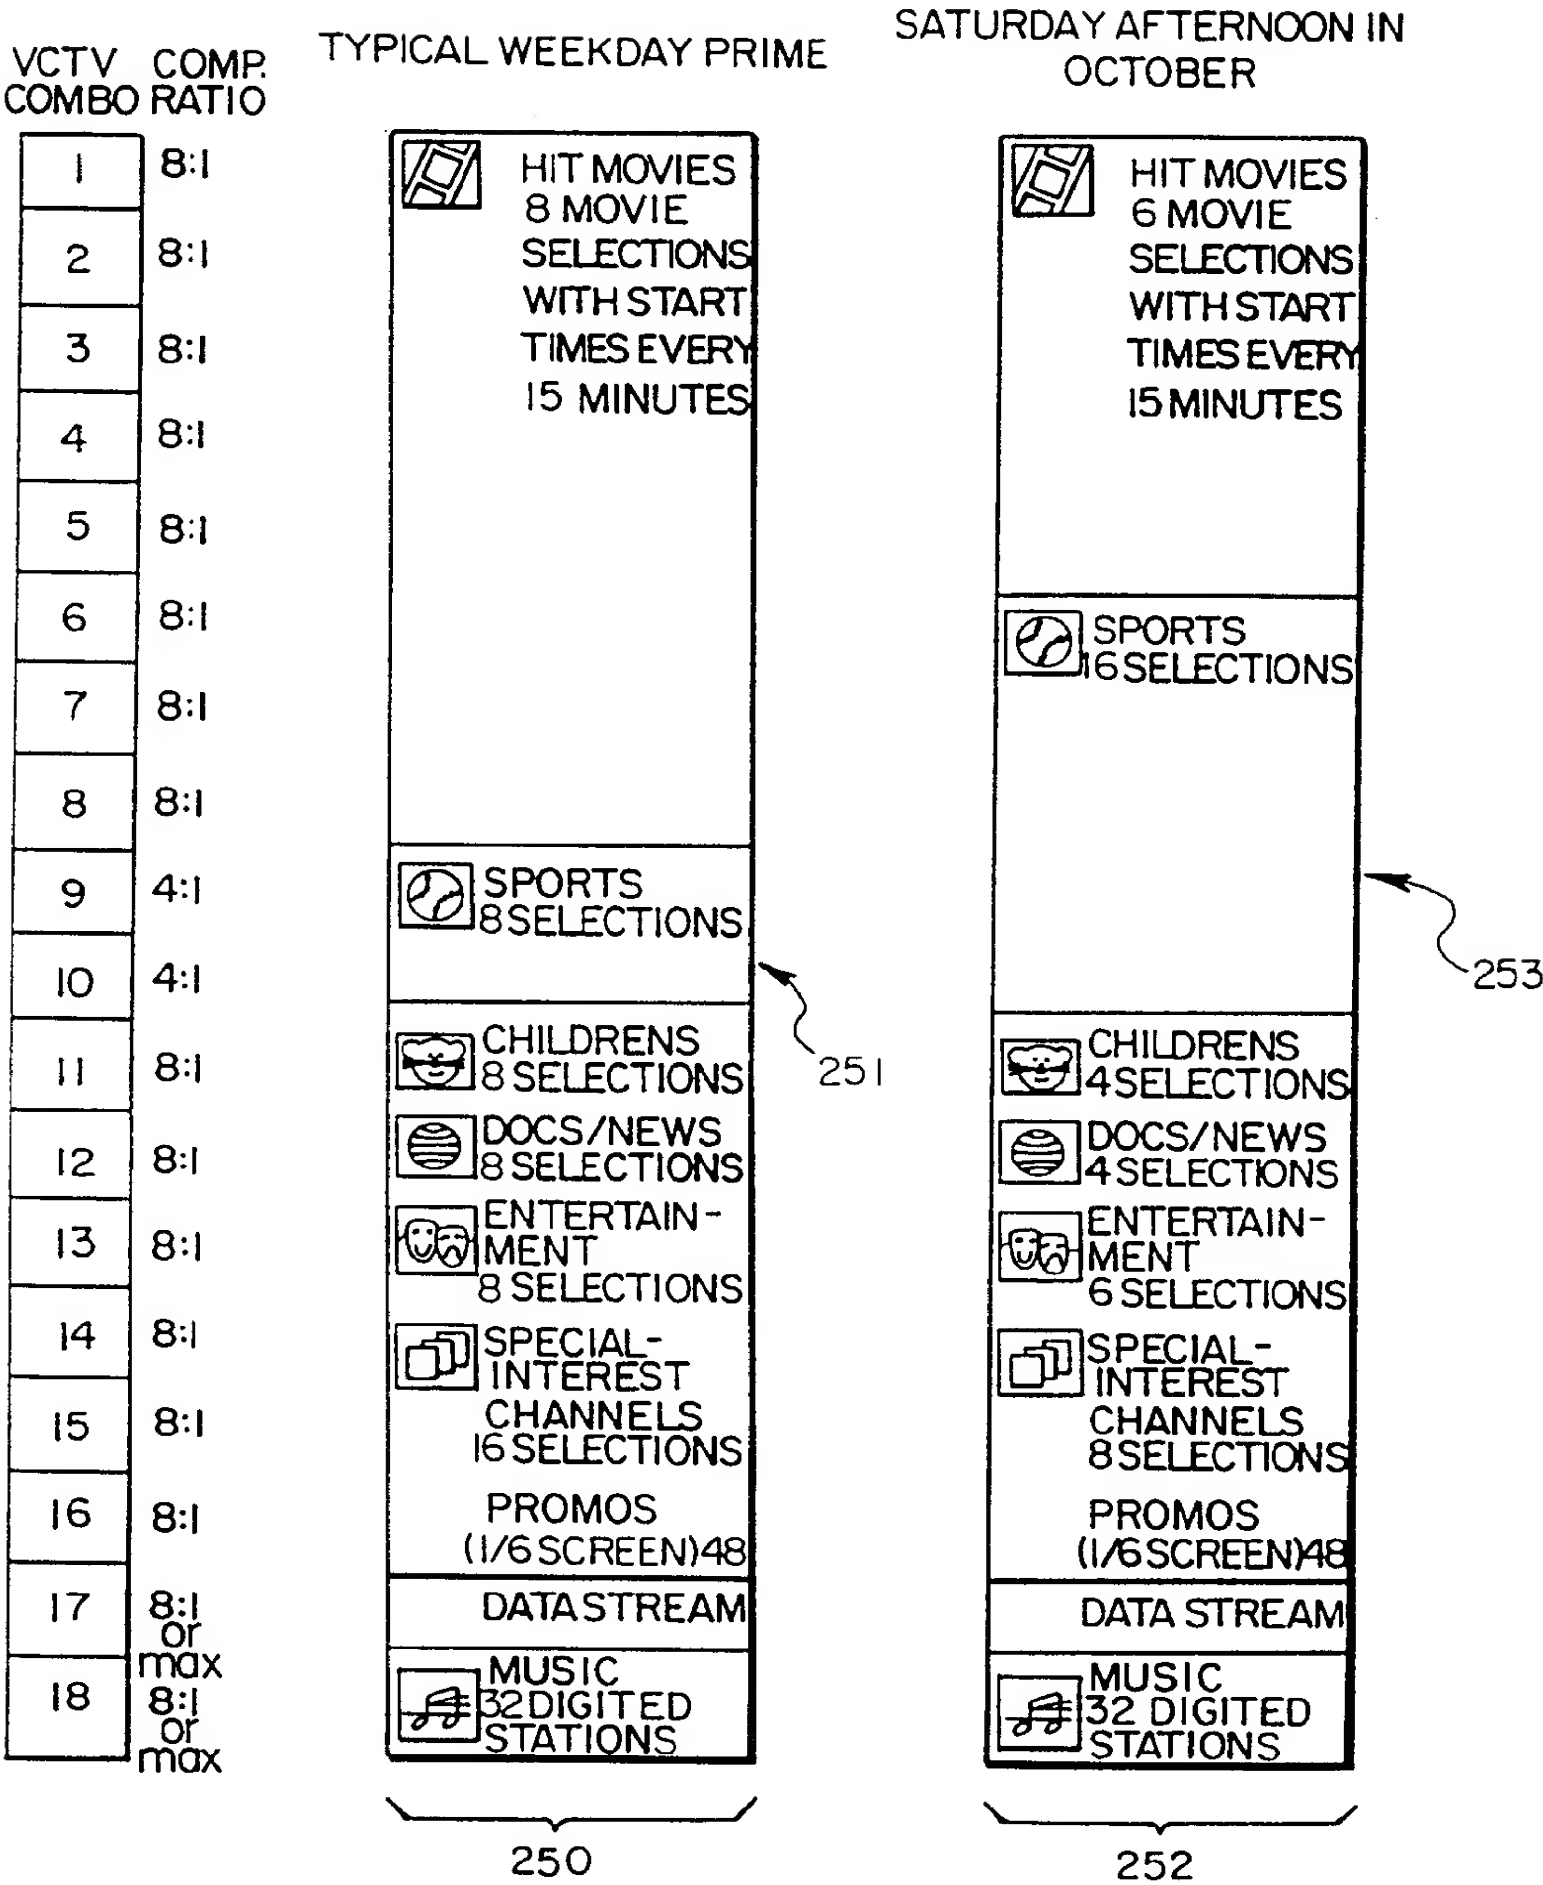 VCTV COMBO
COMP. RATIO
1 8:1
2 8:1
3 8:1
4 8:1
5 8:1
6 8:1
7 8:1
8 8:1
9 4:1
10 4:1
11 8:1
12 8:1
13 8:1
14 8:1
15 8:1
16 8:1
17 8:1
or
max
18 8:1
or
max
TYPICAL WEEKDAY PRIME
HIT MOVIES
8 MOVIE
SELECTIONS
WITH START
TIMES EVERY
15 MINUTES
SPORTS
8 SELECTIONS
CHILDRENS
8 SELECTIONS
DOCS/NEWS
8 SELECTIONS
ENTERTAIN-
MENT
8 SELECTIONS
SPECIAL-
INTEREST
CHANNELS
16 SELECTIONS
PROMOS
(1/6 SCREEN) 48
DATA STREAM
MUSIC
32 DIGITED
STATIONS
251
250
SATURDAY AFTERNOON IN
OCTOBER
HIT MOVIES
6 MOVIE
SELECTIONS
WITH START
TIMES EVERY
15 MINUTES
SPORTS
16 SELECTIONS
CHILDRENS
4 SELECTIONS
DOCS/NEWS
4 SELECTIONS
ENTERTAIN-
MENT
6 SELECTIONS
SPECIAL-
INTEREST
CHANNELS
8 SELECTIONS
PROMOS
(1/6 SCREEN) 48
DATA STREAM
MUSIC
32 DIGITED
STATIONS
253
252